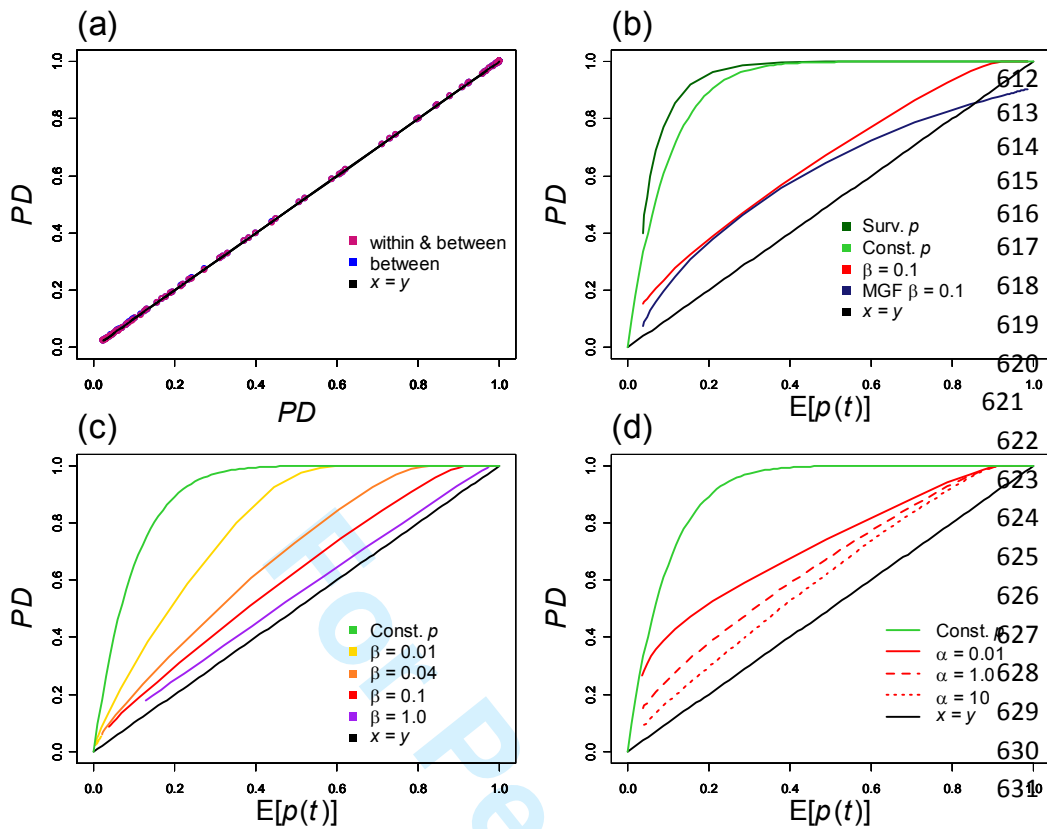 (a)
PD
1.0
0.8
0.6
0.4
0.2
0.0
within & between
between
x = y
0.0 0.2 0.4 0.6 0.8 1.0
PD
(b)
PD
1.0
0.8
0.6
0.4
0.2
0.0
Surv. p
Const. p
β = 0.1
MGF β = 0.1
x = y
0.0 0.2 0.4 0.6 0.8 1.0
E[p(t)]
(c)
PD
1.0
0.8
0.6
0.4
0.2
0.0
Const. p
β = 0.01
β = 0.04
β = 0.1
β = 1.0
x = y
0.0 0.2 0.4 0.6 0.8 1.0
E[p(t)]
(d)
PD
1.0
0.8
0.6
0.4
0.2
0.0
Const. p
α = 0.01
α = 1.0
α = 10
x = y
0.0 0.2 0.4 0.6 0.8 1.0
E[p(t)]
612
613
614
615
616
617
618
619
620
621
622
623
624
625
626
627
628
629
630
631
For Pe